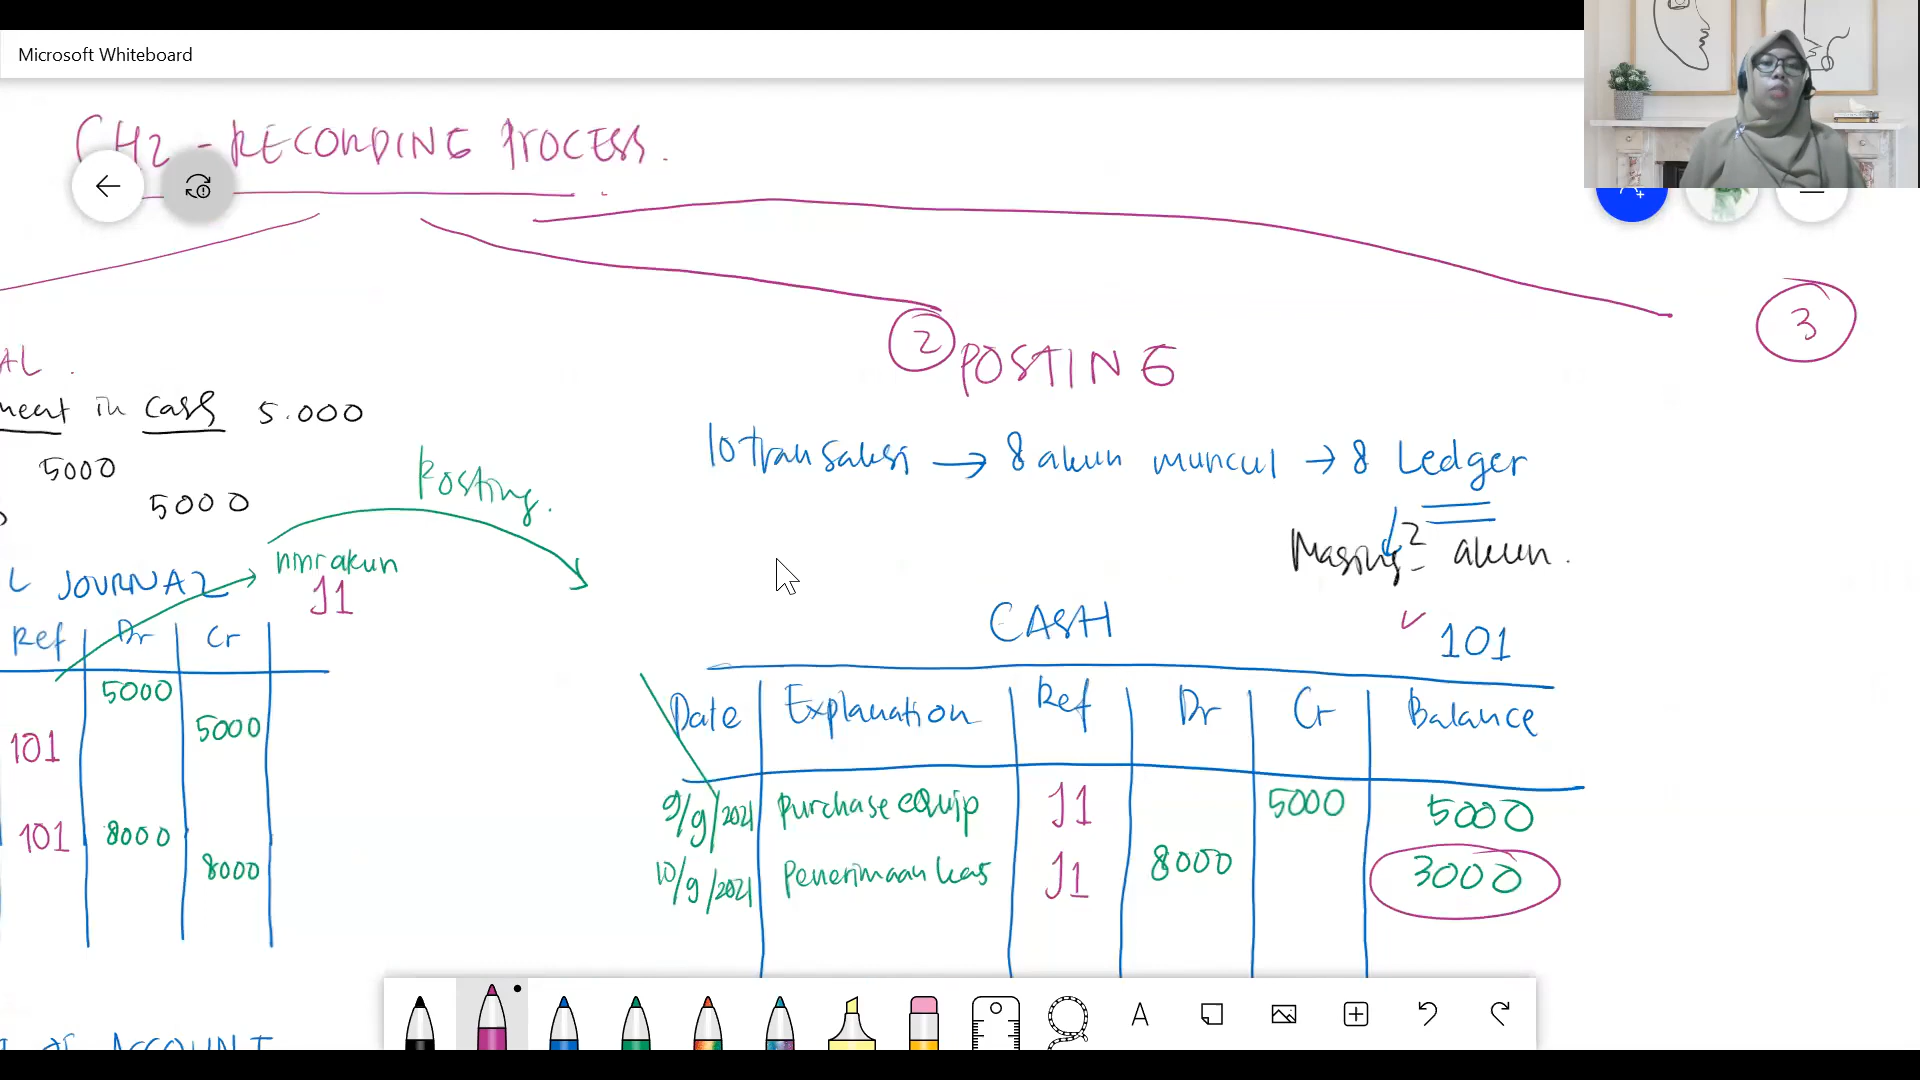 Microsoft Whiteboard
CH2 - RECORDING PROCESS.
3
2 POSTING
AL.
ment in cash 5.000
5000
5000
Posting.
10 transaksi → 8 akun muncul → 8 Ledger
Masing2 akun.
nmr akun
J1
L JOURNAL
Ref Dr Cr
5000
101 5000
101 8000
8000
CASH 101
Date Explanation Ref Dr Cr Balance
9/9/2021 Purchase equip J1 5000 5000
10/9/2021 Penerimaan kas J1 8000 3000
ACCOUNT
A